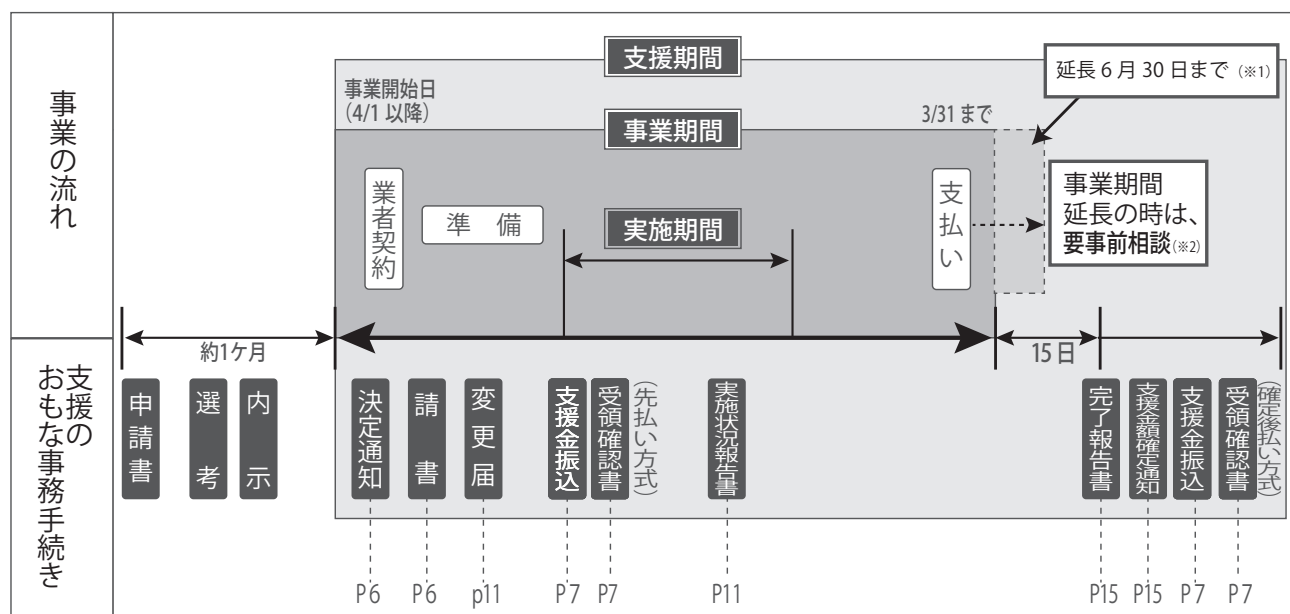 事業の流れ
支援期間
延長 6 月 30 日まで (※1)
事業開始日
(4/1 以降)
事業期間
3/31 まで
業者契約
準 備
実施期間
支払い
事業期間
延長の時は、
要事前相談(※2)
約1ケ月
15 日
支援の
おもな事務手続き
申請書
選考
内示
決定通知
請書
変更届
支援金振込
受領確認書
(先払い方式)
実施状況報告書
完了報告書
支援金額確定通知
支援金振込
受領確認書
(確定後払い方式)
P6
P6
p11
P7
P7
P11
P15
P15
P7
P7